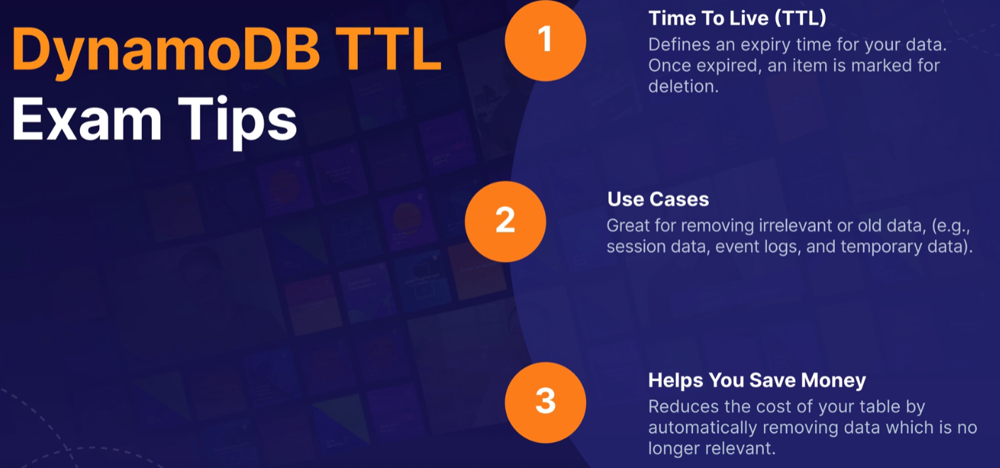 DynamoDB TTL
Exam Tips
1
Time To Live (TTL)
Defines an expiry time for your data.
Once expired, an item is marked for
deletion.
2
Use Cases
Great for removing irrelevant or old data, (e.g.,
session data, event logs, and temporary data).
3
Helps You Save Money
Reduces the cost of your table by
automatically removing data which is no
longer relevant.